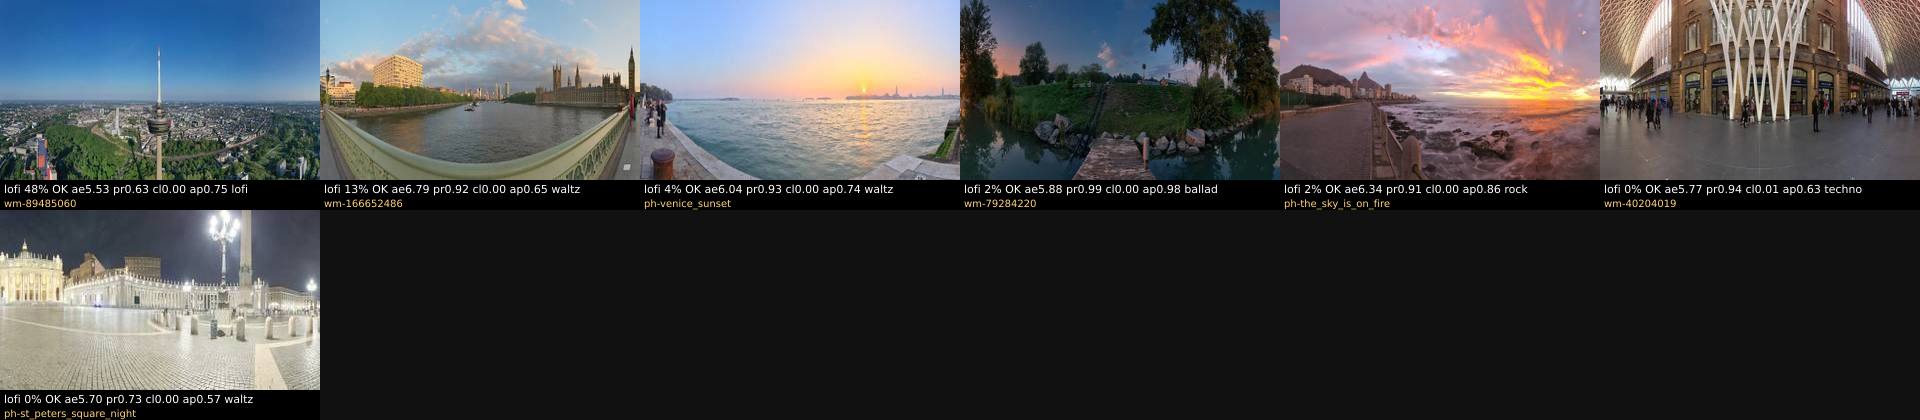 lofi 48% OK ae5.53 pr0.63 cl0.00 ap0.75 lofi
wm-89485060
lofi 13% OK ae6.79 pr0.92 cl0.00 ap0.65 waltz
wm-166652486
lofi 4% OK ae6.04 pr0.93 cl0.00 ap0.74 waltz
ph-venice_sunset
lofi 2% OK ae5.88 pr0.99 cl0.00 ap0.98 ballad
wm-79284220
lofi 2% OK ae6.34 pr0.91 cl0.00 ap0.86 rock
ph-the_sky_is_on_fire
lofi 0% OK ae5.77 pr0.94 cl0.01 ap0.63 techno
wm-40204019
lofi 0% OK ae5.70 pr0.73 cl0.00 ap0.57 waltz
ph-st_peters_square_night